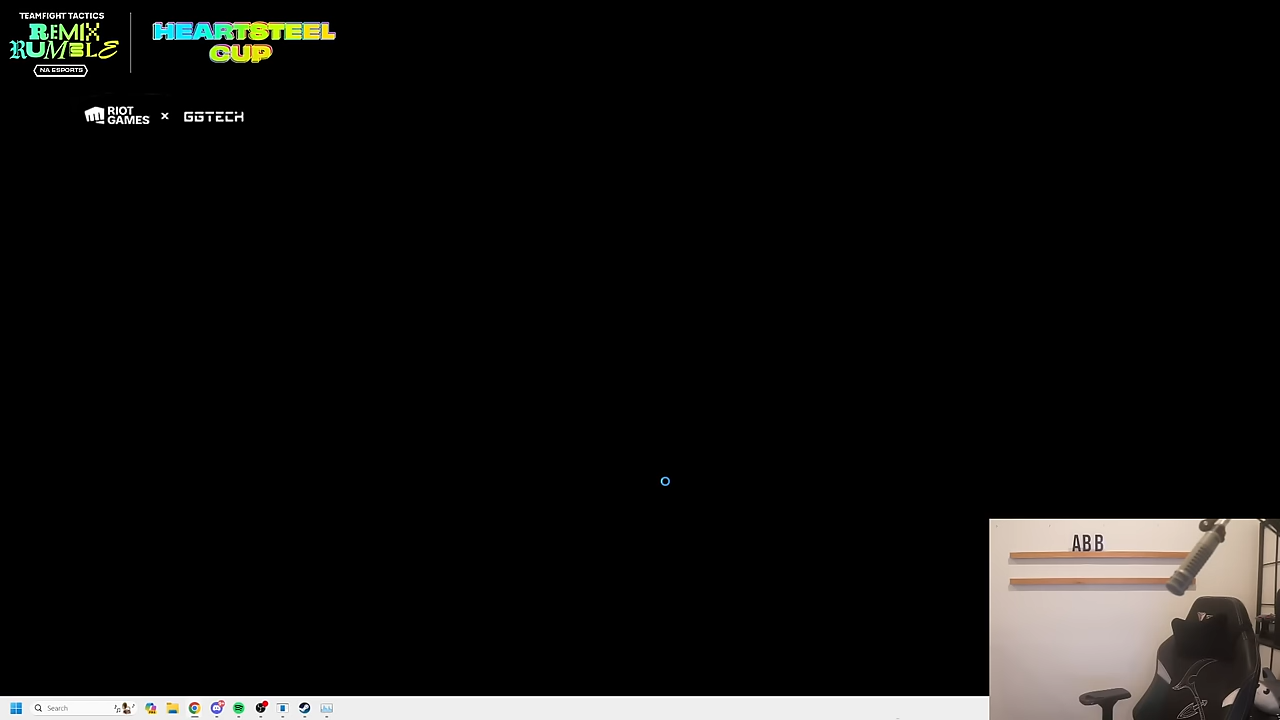 TEAMFIGHT TACTICS
REMIX
RUMBLE
NA ESPORTS
HEARTSTEEL
CUP
RIOT
GAMES
×
GGTECH
ABB
Search